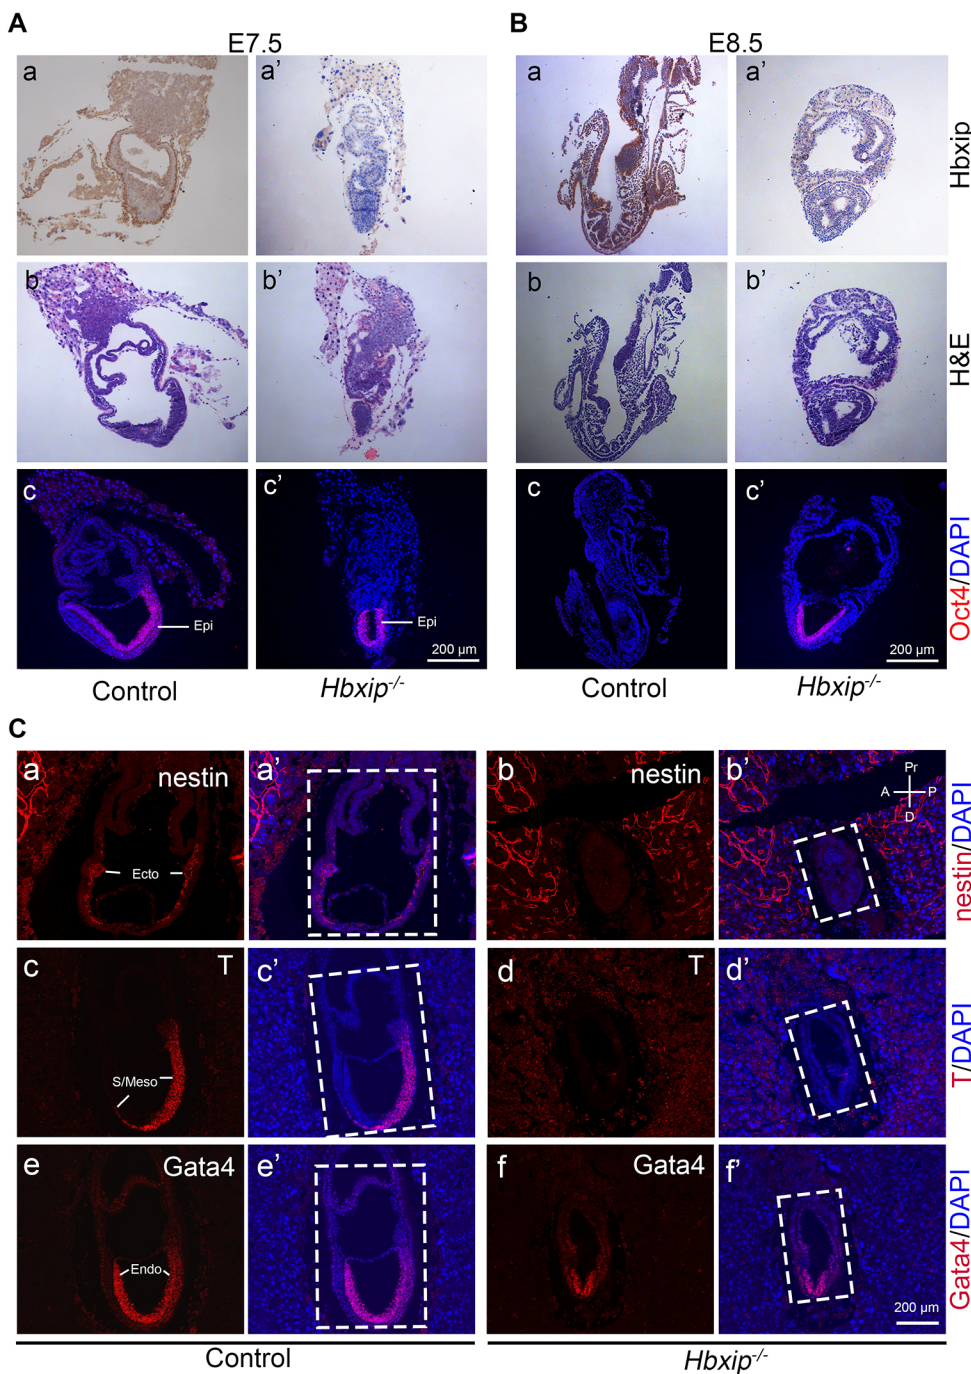 A
B
E7.5
E8.5
a
a’
a
a’
Hbxip
b
b’
b
b’
H&E
c
c’
c
c’
Epi
Epi
200 µm
200 µm
Oct4/DAPI
Control
Hbxip-/-
Control
Hbxip-/-
C
a
nestin
a’
b
nestin
b’
Pr
A
P
D
Ecto
nestin/DAPI
c
T
c’
d
T
d’
S/Meso
T/DAPI
e
Gata4
e’
f
Gata4
f’
Endo
200 µm
Gata4/DAPI
Control
Hbxip-/-